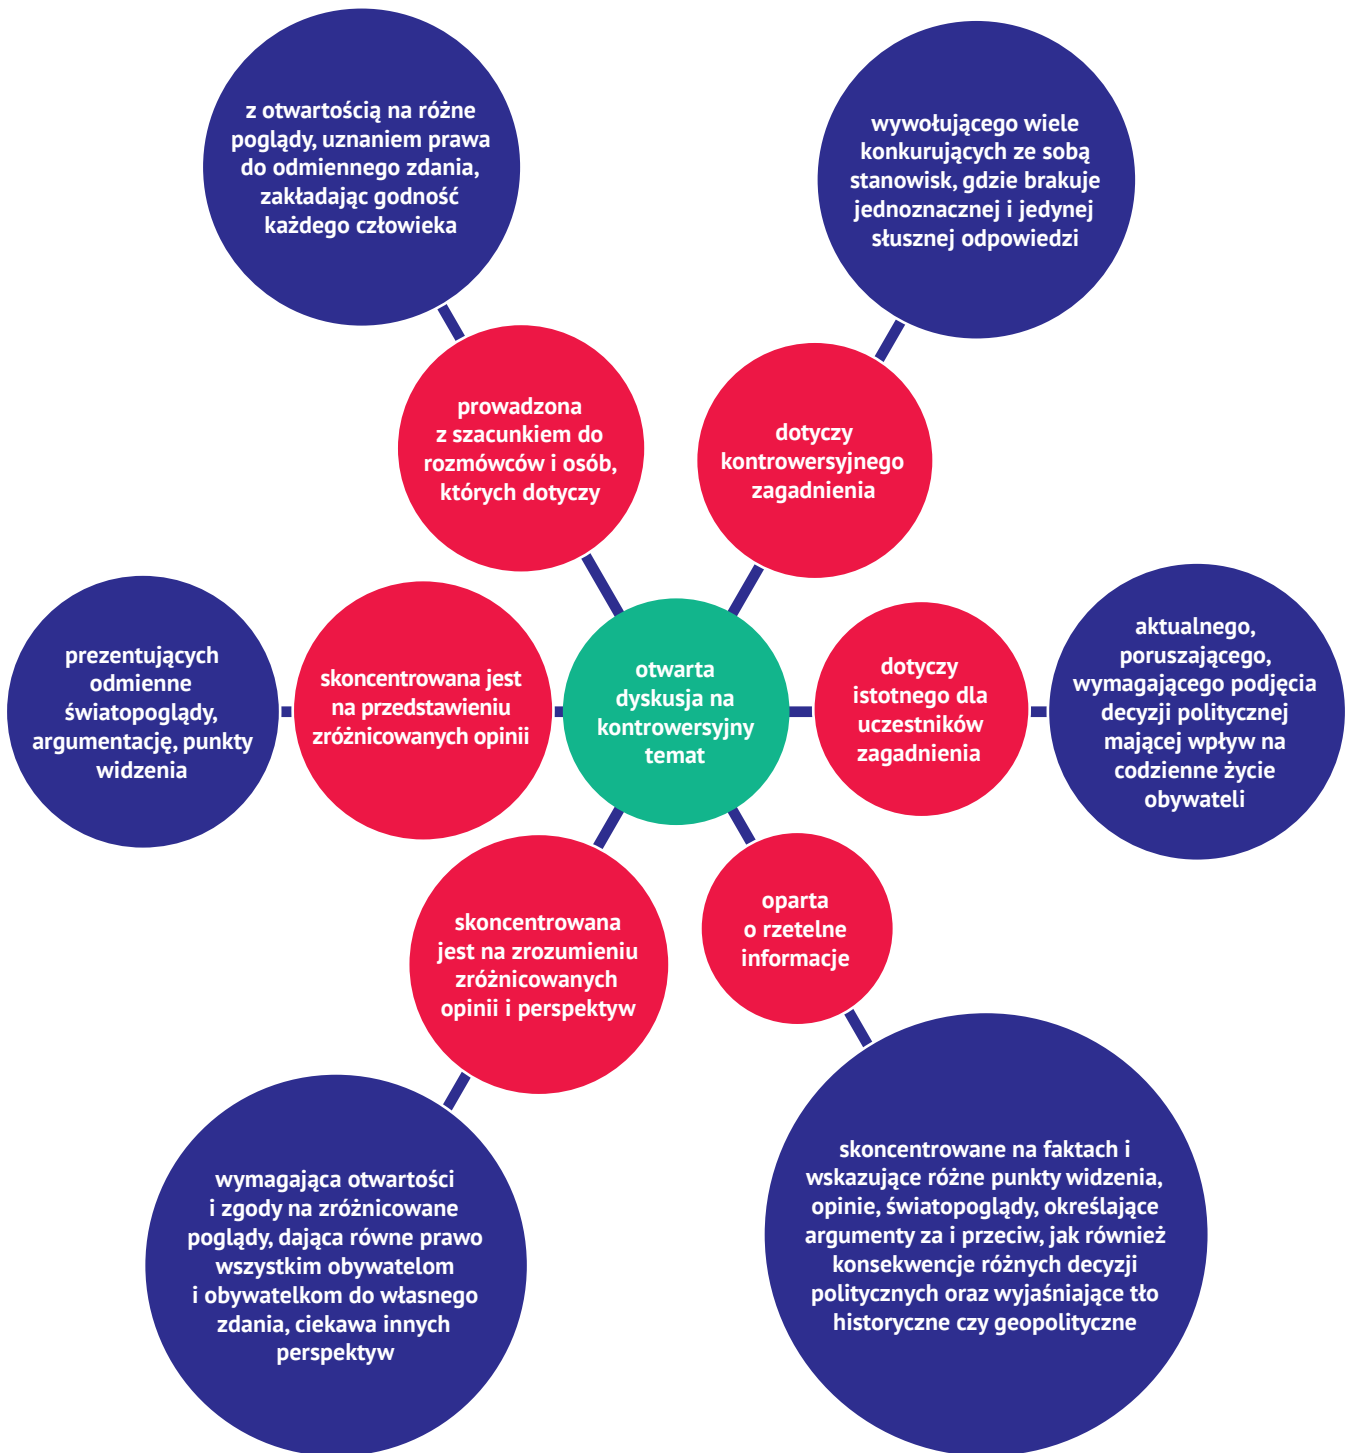 z otwartością na różne
poglądy, uznaniem prawa
do odmiennego zdania,
zakładając godność
każdego człowieka
wywołującego wiele
konkurujących ze sobą
stanowisk, gdzie brakuje
jednoznacznej i jedynej
słusznej odpowiedzi
prowadzona
z szacunkiem do
rozmówców i osób,
których dotyczy
dotyczy
kontrowersyjnego
zagadnienia
prezentujących
odmienne
światopoglądy,
argumentację, punkty
widzenia
skoncentrowana jest
na przedstawieniu
zróżnicowanych opinii
otwarta
dyskusja na
kontrowersyjny
temat
dotyczy
istotnego dla
uczestników
zagadnienia
aktualnego,
poruszającego,
wymagającego podjęcia
decyzji politycznej
mającej wpływ na
codzienne życie
obywateli
skoncentrowana
jest na zrozumieniu
zróżnicowanych
opinii i perspektyw
oparta
o rzetelne
informacje
wymagająca otwartości
i zgody na zróżnicowane
poglądy, dająca równe prawo
wszystkim obywatelom
i obywatelkom do własnego
zdania, ciekawa innych
perspektyw
skoncentrowane na faktach i
wskazujące różne punkty widzenia,
opinie, światopoglądy, określające
argumenty za i przeciw, jak również
konsekwencje różnych decyzji
politycznych oraz wyjaśniające tło
historyczne czy geopolityczne